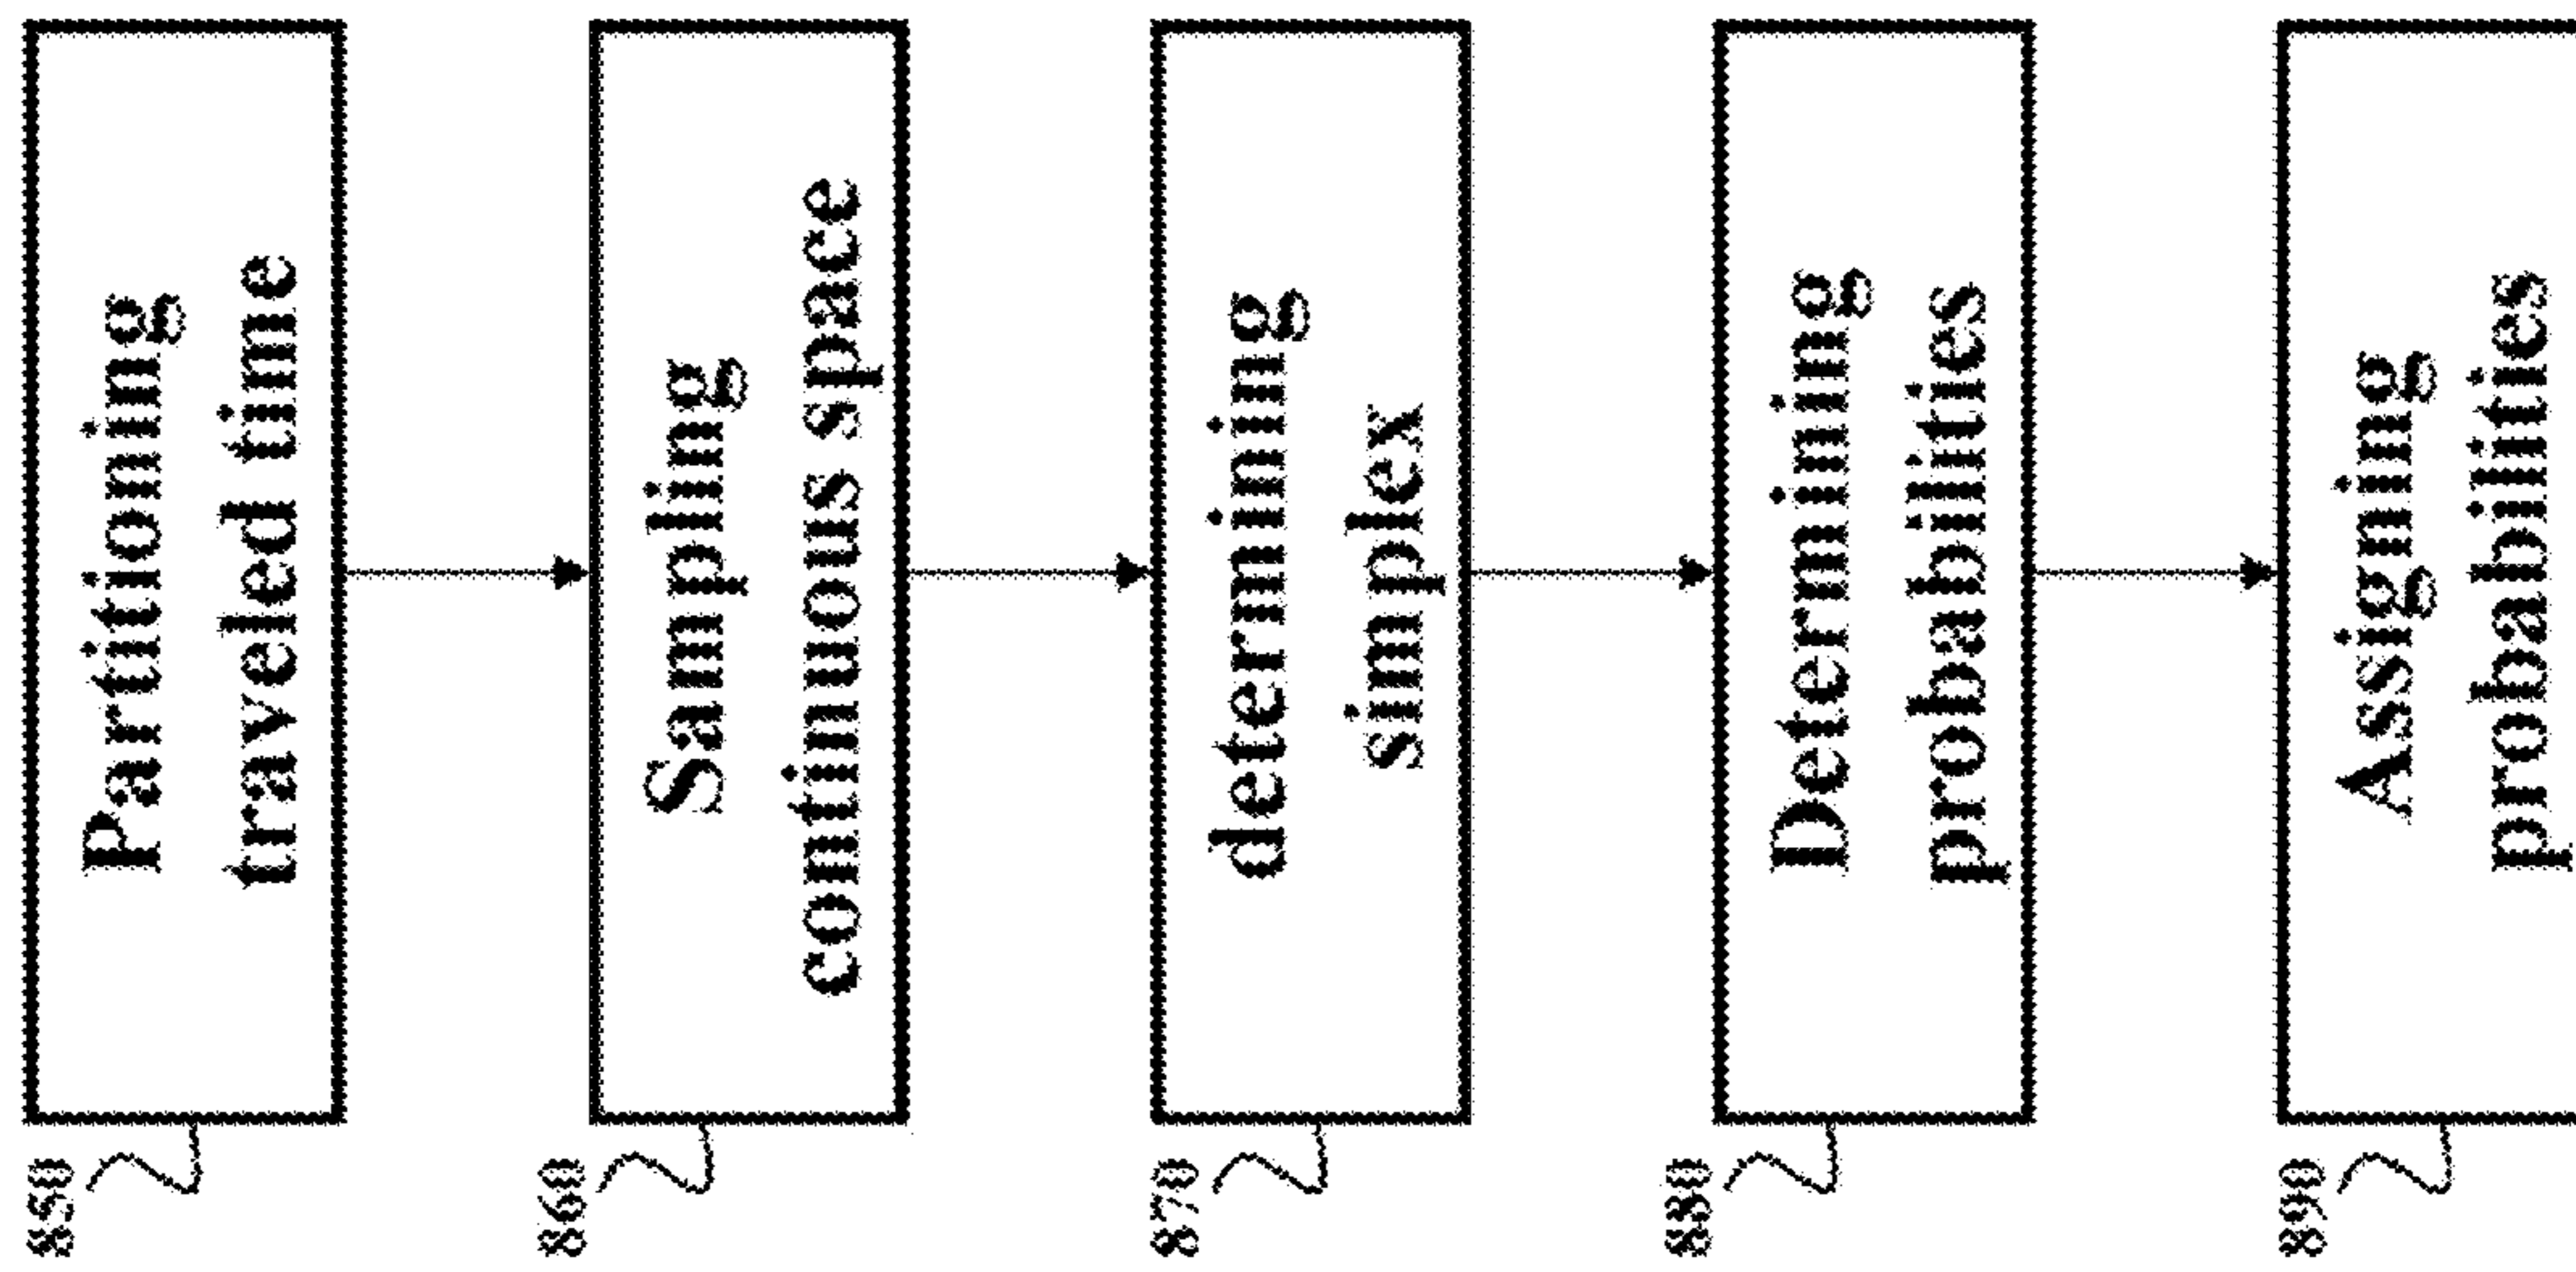 850
Partitioning
traveled time
860
Sampling
continuous space
870
determining
simplex
880
Determining
probabilities
890
Assigning
probabilities